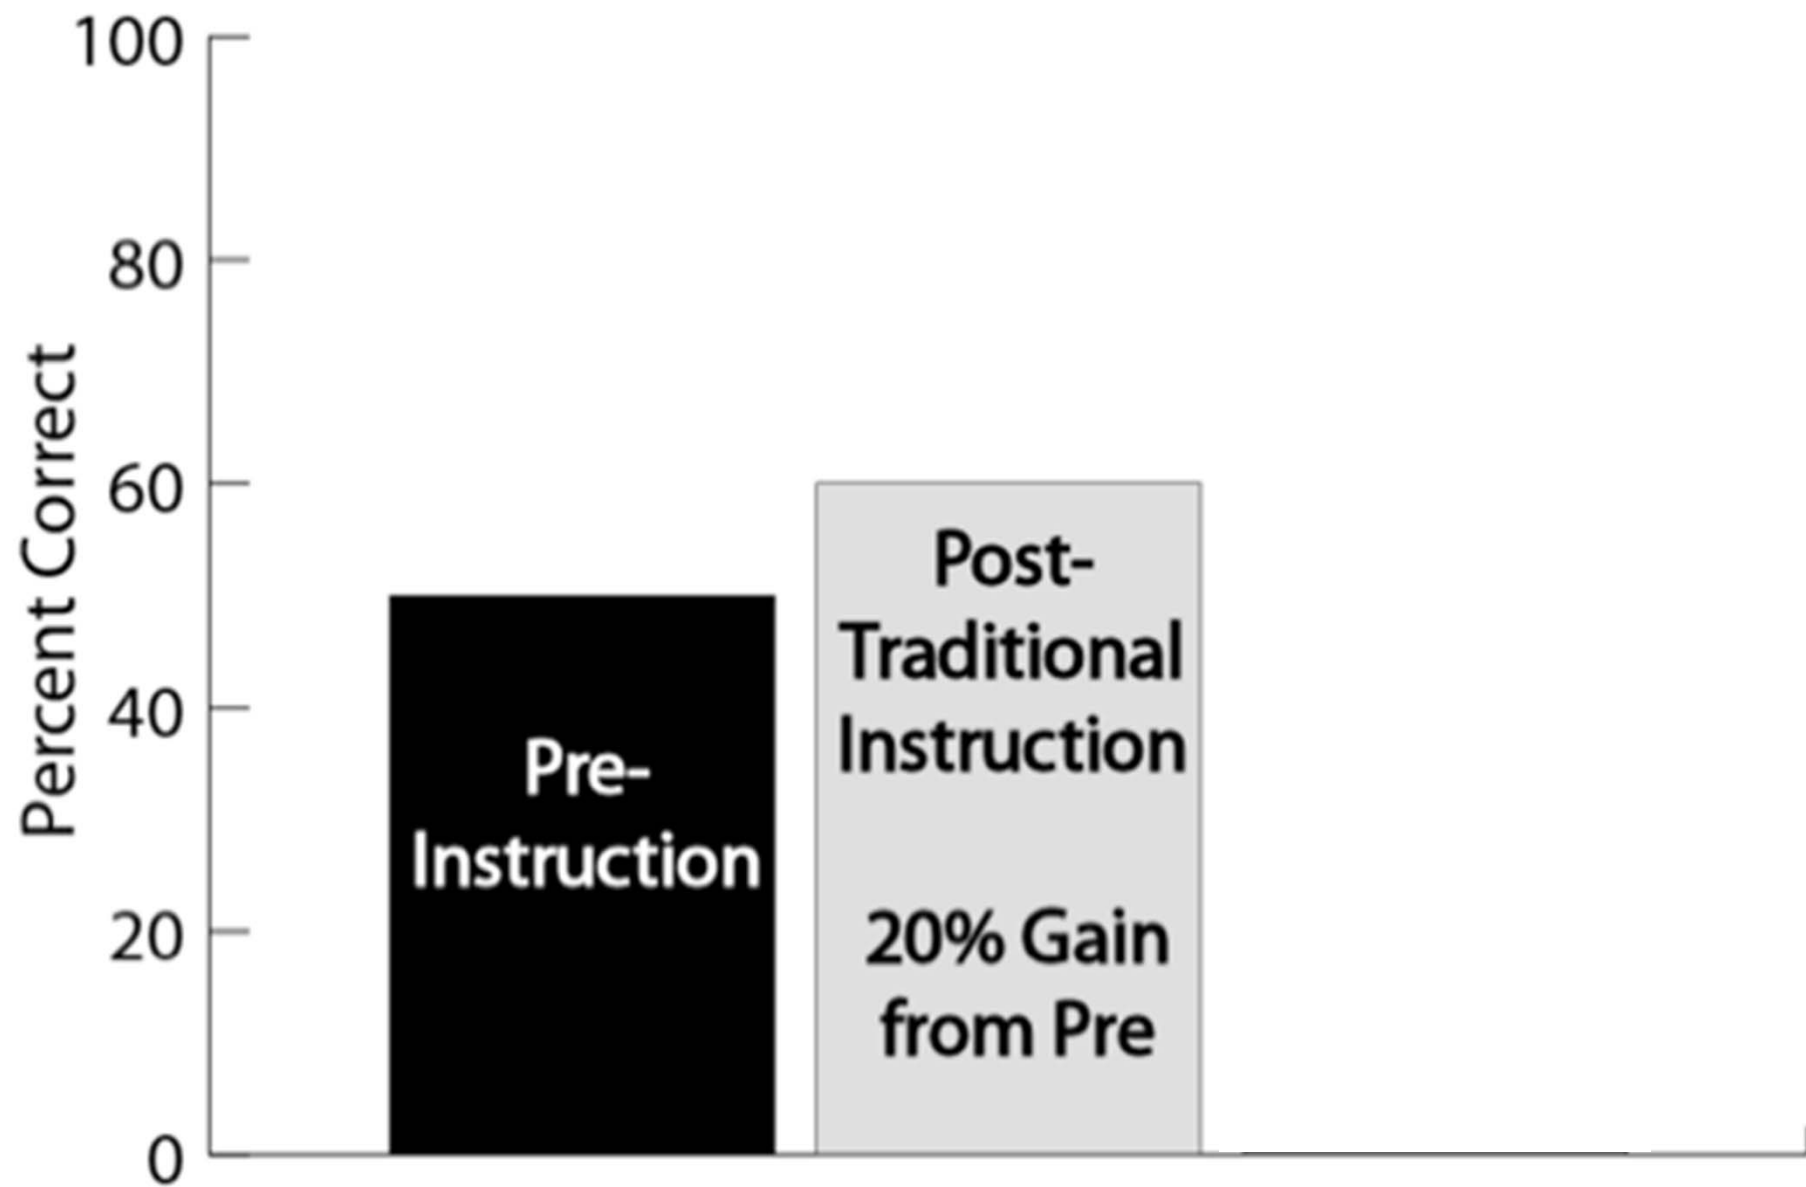 100
80
60
40
20
0
Percent Correct
Pre-
Instruction
Post-
Traditional
Instruction
20% Gain
from Pre